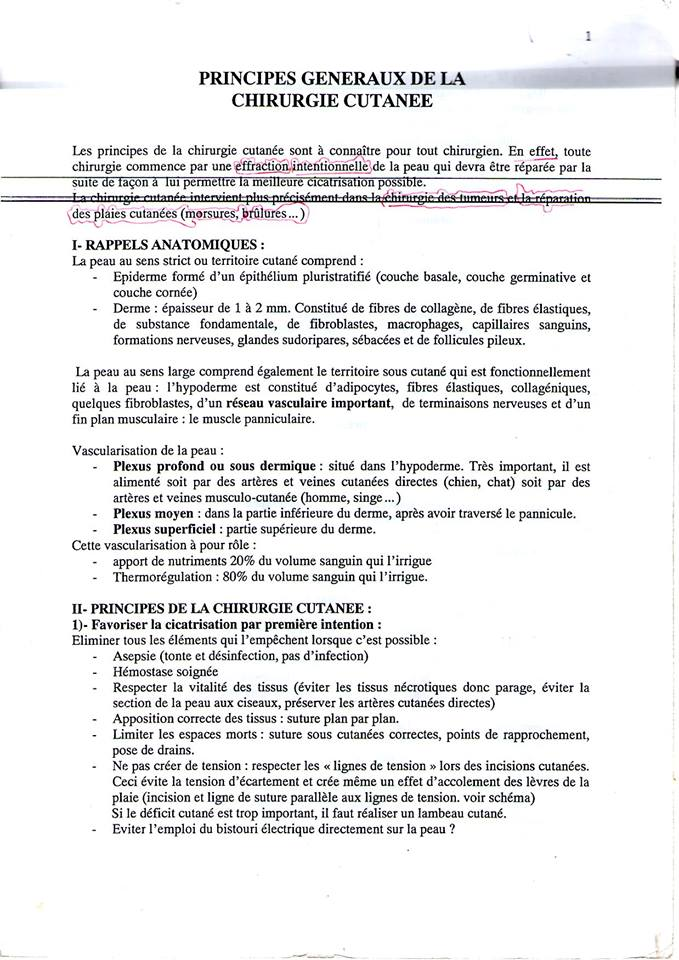 1
PRINCIPES GENERAUX DE LA
CHIRURGIE CUTANEE
Les principes de la chirurgie cutanée sont à connaître pour tout chirurgien. En effet, toute
chirurgie commence par une effraction intentionnelle de la peau qui devra être réparée par la
suite de façon à lui permettre la meilleure cicatrisation possible.
La chirurgie cutanée intervient plus précisément dans la chirurgie des tumeurs et la réparation
des plaies cutanées (morsures, brûlures…)
I- RAPPELS ANATOMIQUES :
La peau au sens strict ou territoire cutané comprend :
- Epiderme formé d'un épithélium pluristratifié (couche basale, couche germinative et
couche cornée)
- Derme : épaisseur de 1 à 2 mm. Constitué de fibres de collagène, de fibres élastiques,
de substance fondamentale, de fibroblastes, macrophages, capillaires sanguins,
formations nerveuses, glandes sudoripares, sébacées et de follicules pileux.
La peau au sens large comprend également le territoire sous cutané qui est fonctionnellement
lié à la peau : l'hypoderme est constitué d'adipocytes, fibres élastiques, collagéniques,
quelques fibroblastes, d'un réseau vasculaire important, de terminaisons nerveuses et d'un
fin plan musculaire : le muscle panniculaire.
Vascularisation de la peau :
- Plexus profond ou sous dermique : situé dans l'hypoderme. Très important, il est
alimenté soit par des artères et veines cutanées directes (chien, chat) soit par des
artères et veines musculo-cutanée (homme, singe…)
- Plexus moyen : dans la partie inférieure du derme, après avoir traversé le pannicule.
- Plexus superficiel : partie supérieure du derme.
Cette vascularisation à pour rôle :
- apport de nutriments 20% du volume sanguin qui l'irrigue
- Thermorégulation : 80% du volume sanguin qui l'irrigue.
II- PRINCIPES DE LA CHIRURGIE CUTANEE :
1)- Favoriser la cicatrisation par première intention :
Eliminer tous les éléments qui l'empêchent lorsque c'est possible :
- Asepsie (tonte et désinfection, pas d'infection)
- Hémostase soignée
- Respecter la vitalité des tissus (éviter les tissus nécrotiques donc parage, éviter la
section de la peau aux ciseaux, préserver les artères cutanées directes)
- Apposition correcte des tissus : suture plan par plan.
- Limiter les espaces morts : suture sous cutanées correctes, points de rapprochement,
pose de drains.
- Ne pas créer de tension : respecter les « lignes de tension » lors des incisions cutanées.
Ceci évite la tension d'écartement et crée même un effet d'accolement des lèvres de la
plaie (incision et ligne de suture parallèle aux lignes de tension. voir schéma)
Si le déficit cutané est trop important, il faut réaliser un lambeau cutané.
- Eviter l'emploi du bistouri électrique directement sur la peau ?